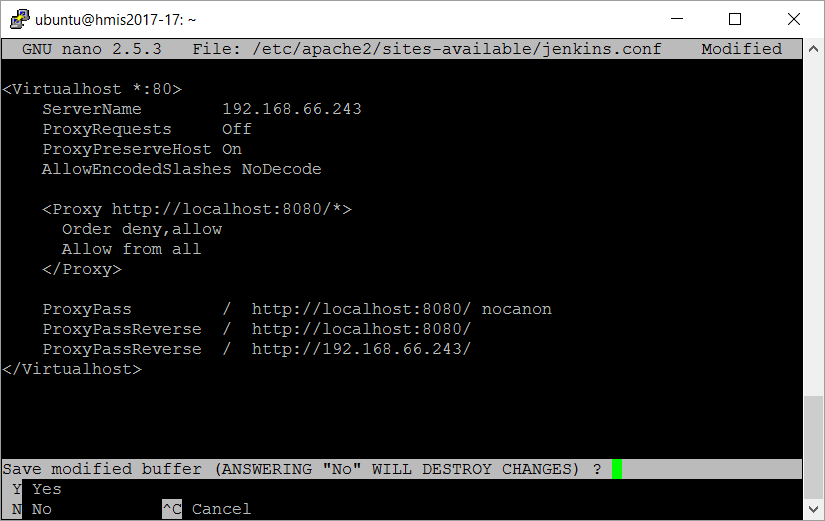 ubuntu@hmis2017-17: ~
GNU nano 2.5.3   File: /etc/apache2/sites-available/jenkins.conf    Modified
<Virtualhost *:80>
    ServerName        192.168.66.243
    ProxyRequests     Off
    ProxyPreserveHost On
    AllowEncodedSlashes NoDecode
    <Proxy http://localhost:8080/*>
      Order deny,allow
      Allow from all
    </Proxy>
    ProxyPass         /  http://localhost:8080/ nocanon
    ProxyPassReverse  /  http://localhost:8080/
    ProxyPassReverse  /  http://192.168.66.243/
</Virtualhost>
Save modified buffer (ANSWERING "No" WILL DESTROY CHANGES) ?
 Y Yes
 N No           ^C Cancel